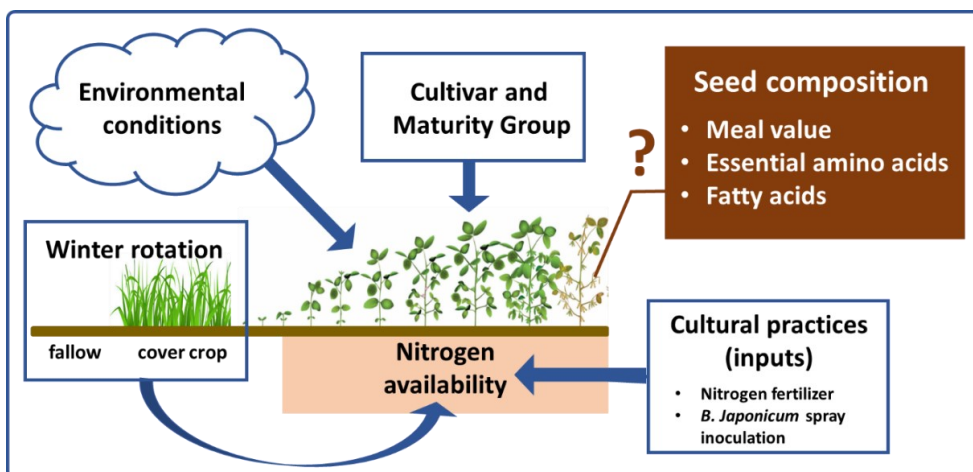 Environmental
conditions
Cultivar and
Maturity Group
?
Seed composition
• Meal value
• Essential amino acids
• Fatty acids
Winter rotation
fallow
cover crop
Nitrogen
availability
Cultural practices
(inputs)
• Nitrogen fertilizer
• B. Japonicum spray
inoculation